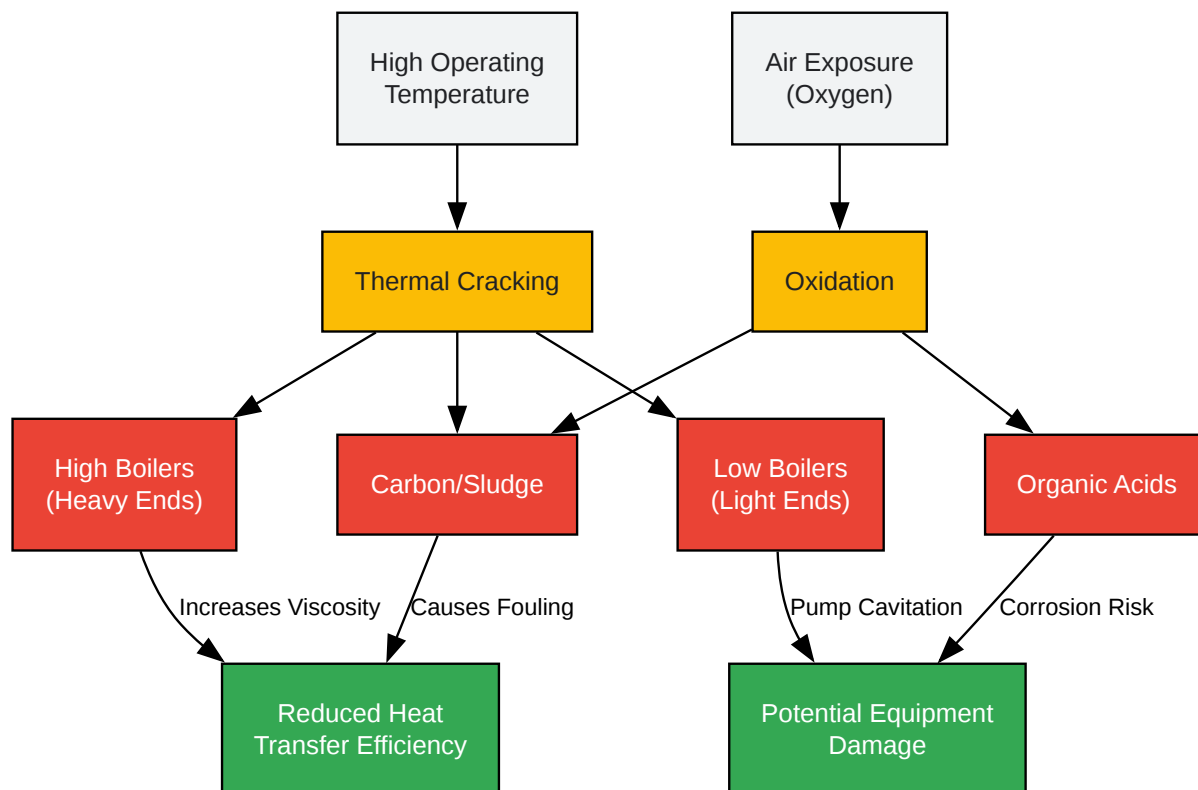 High Operating
Temperature
Air Exposure
(Oxygen)
Thermal Cracking
Oxidation
High Boilers
(Heavy Ends)
Carbon/Sludge
Low Boilers
(Light Ends)
Organic Acids
Increases Viscosity
Causes Fouling
Pump Cavitation
Corrosion Risk
Reduced Heat
Transfer Efficiency
Potential Equipment
Damage